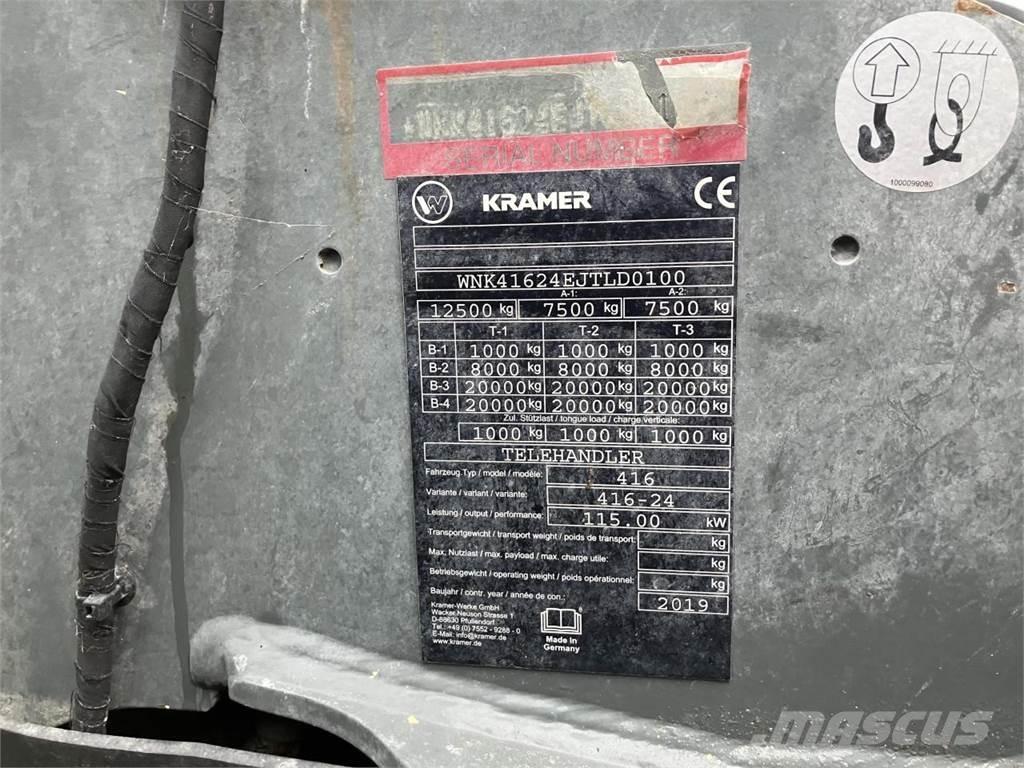 *WNK41624EJT
SERIAL NUMBER
1000099080
W KRAMER CE
WNK41624EJTLD0100
A-1: A-2:
12500 kg 7500 kg 7500 kg
T-1 T-2 T-3
B-1 1000 kg 1000 kg 1000 kg
B-2 8000 kg 8000 kg 8000 kg
B-3 20000 kg 20000 kg 20000 kg
B-4 20000 kg 20000 kg 20000 kg
Zul. Stützlast / tongue load / charge verticale:
1000 kg 1000 kg 1000 kg
TELEHANDLER
Fahrzeug.Typ / model / modèle: 416
Variante / variant / variante: 416-24
Leistung / output / performance: 115.00 kW
Transportgewicht / transport weight / poids de transport: kg
Max. Nutzlast / max. payload / max. charge utile: kg
Betriebsgewicht / operating weight / poids opérationnel: kg
Baujahr / contr. year / année de con.: 2019
Kramer-Werke GmbH
Wacker Neuson Strasse 1
D-88630 Pfullendorf
Tel.: +49 (0) 7552 - 9288 - 0
E-Mail: info@kramer.de
www.kramer.de
Made in
Germany
MASCUS